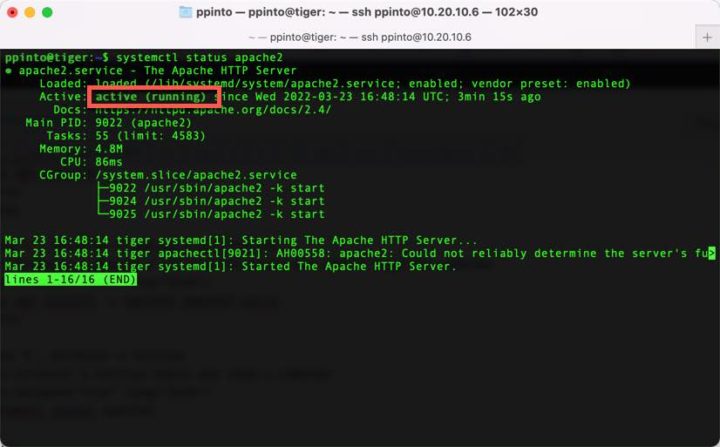 ppinto — ppinto@tiger: ~ — ssh ppinto@10.20.10.6 — 102×30
~ — ppinto@tiger: ~ — ssh ppinto@10.20.10.6
ppinto@tiger:~$ systemctl status apache2
● apache2.service - The Apache HTTP Server
Loaded: loaded (/lib/systemd/system/apache2.service; enabled; vendor preset: enabled)
Active: active (running) since Wed 2022-03-23 16:48:14 UTC; 3min 15s ago
Docs: https://httpd.apache.org/docs/2.4/
Main PID: 9022 (apache2)
Tasks: 55 (limit: 4583)
Memory: 4.8M
CPU: 86ms
CGroup: /system.slice/apache2.service
├─9022 /usr/sbin/apache2 -k start
├─9024 /usr/sbin/apache2 -k start
└─9025 /usr/sbin/apache2 -k start
Mar 23 16:48:14 tiger systemd[1]: Starting The Apache HTTP Server...
Mar 23 16:48:14 tiger apachectl[9021]: AH00558: apache2: Could not reliably determine the server's fu>
Mar 23 16:48:14 tiger systemd[1]: Started The Apache HTTP Server.
lines 1-16/16 (END)